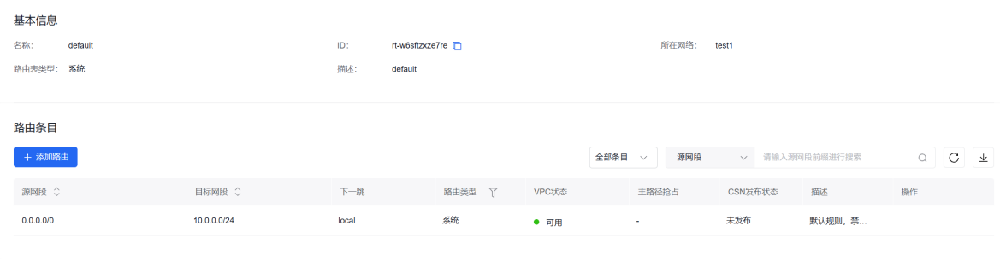 基本信息
名称: default ID: rt-w6sftzxze7re 所在网络: test1
路由表类型: 系统 描述: default
路由条目
+ 添加路由 全部条目 源网段 请输入源网段前缀进行搜索
源网段 目标网段 下一跳 路由类型 VPC状态 主路径抢占 CSN发布状态 描述 操作
0.0.0.0/0 10.0.0.0/24 local 系统 可用 - 未发布 默认规则，禁...